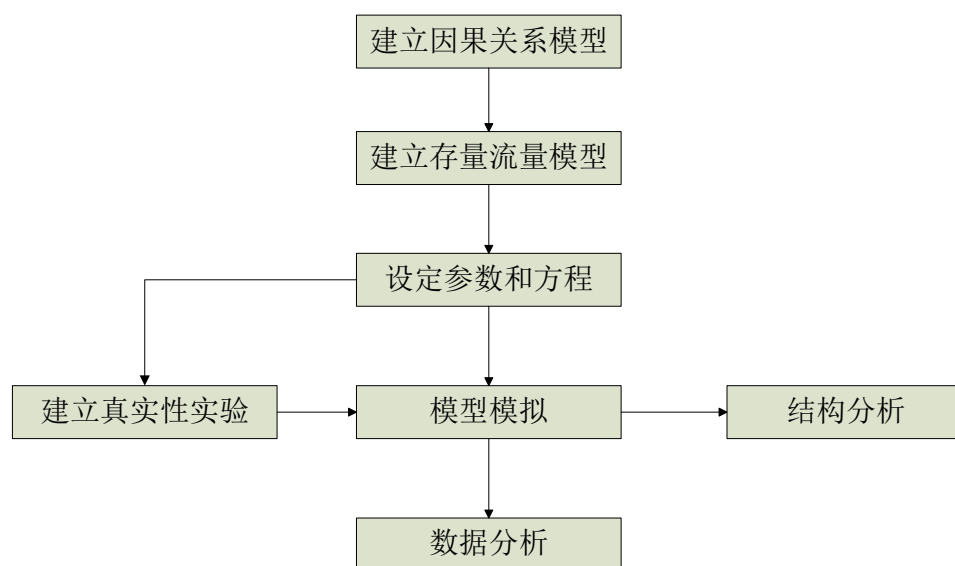 建立因果关系模型
建立存量流量模型
设定参数和方程
建立真实性实验
模型模拟
结构分析
数据分析